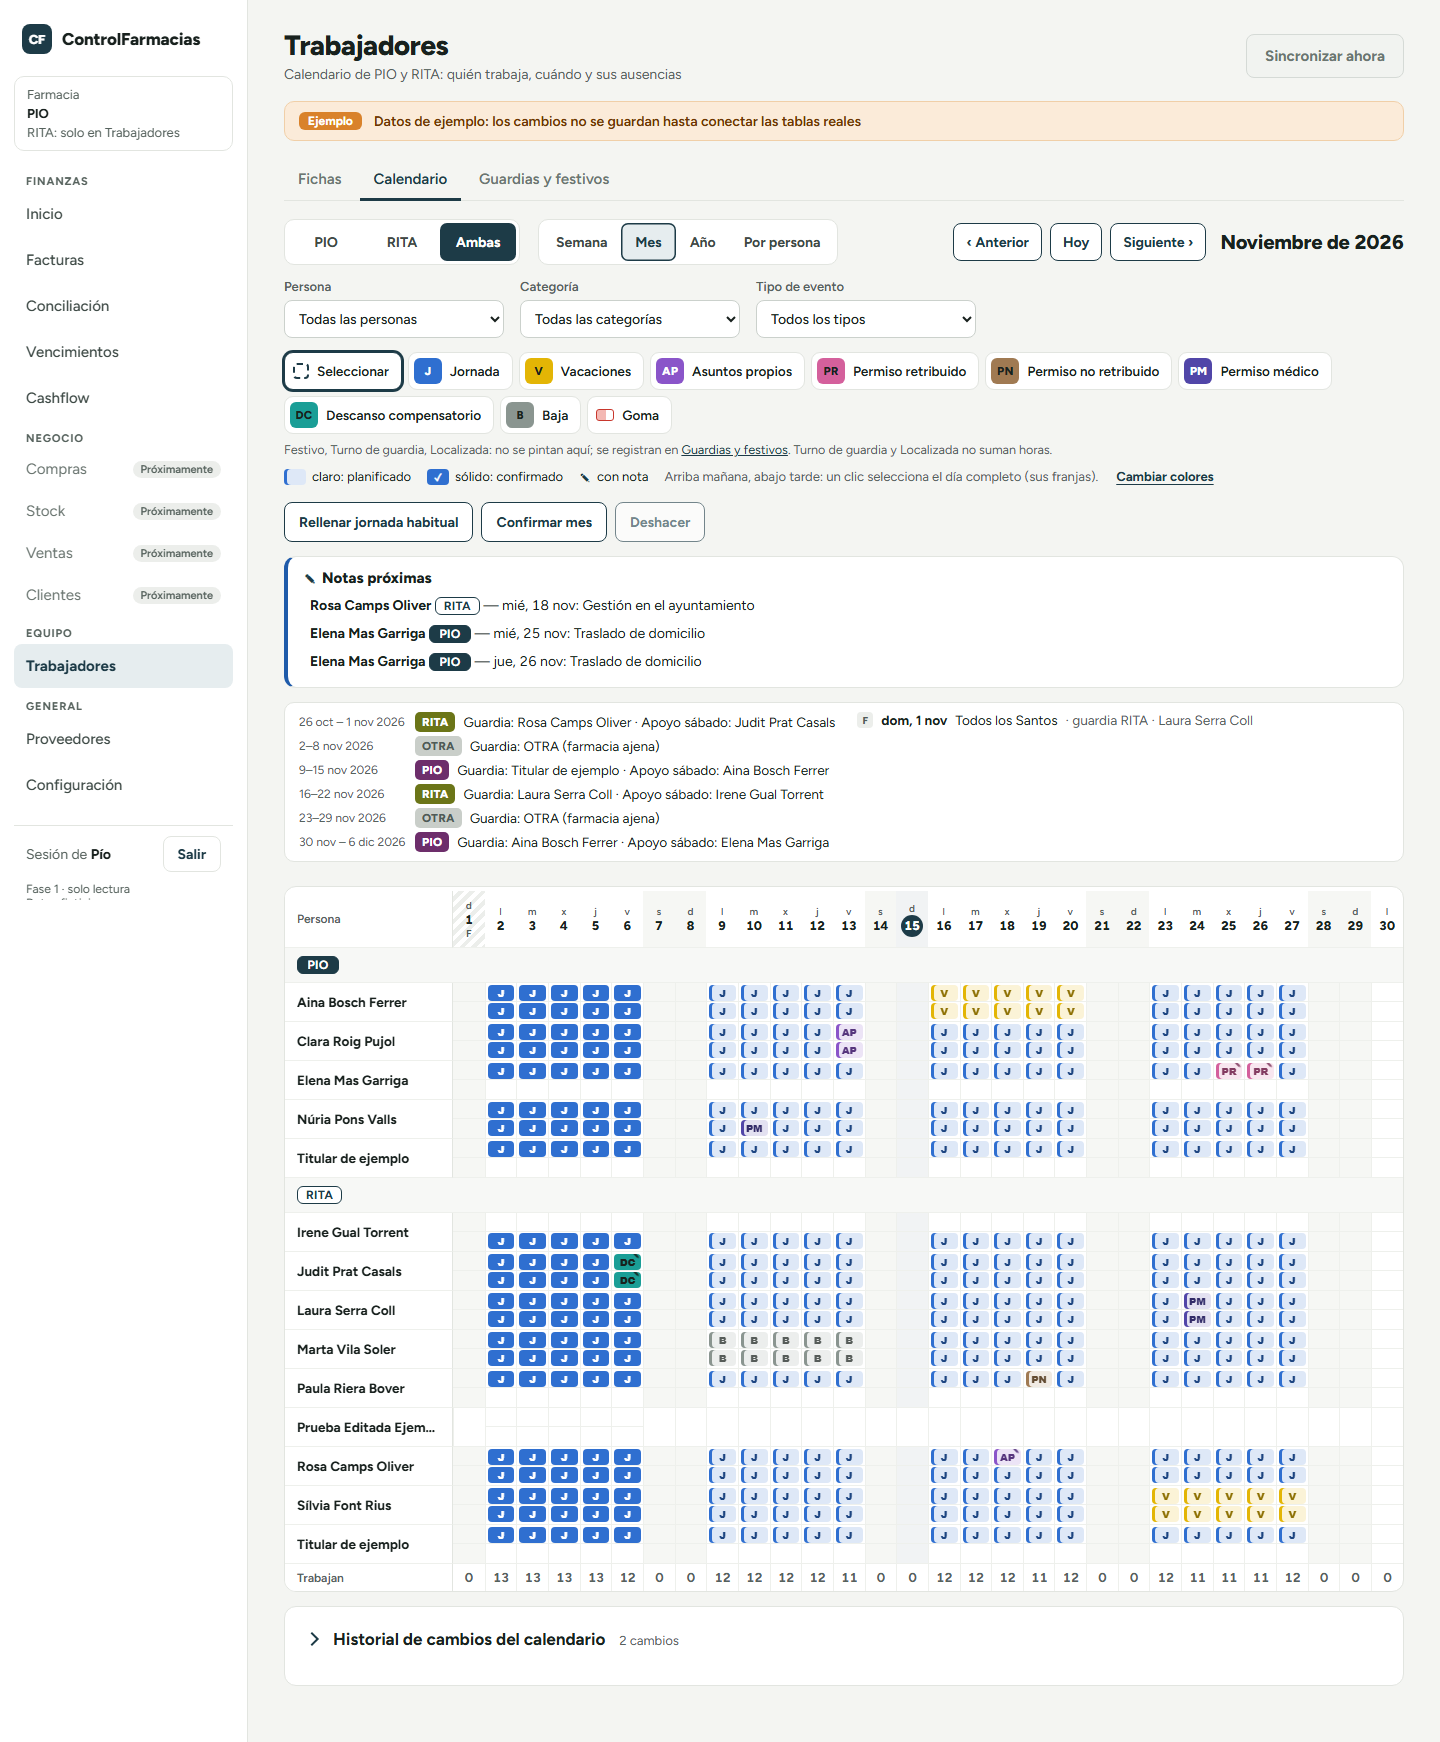 CF ControlFarmacias
Farmacia
PIO
RITA: solo en Trabajadores
FINANZAS
Inicio
Facturas
Conciliación
Vencimientos
Cashflow
NEGOCIO
Compras Próximamente
Stock Próximamente
Ventas Próximamente
Clientes Próximamente
EQUIPO
Trabajadores
GENERAL
Proveedores
Configuración
Sesión de Pío Salir
Fase 1 · solo lectura
Trabajadores
Calendario de PIO y RITA: quién trabaja, cuándo y sus ausencias
Sincronizar ahora
Ejemplo Datos de ejemplo: los cambios no se guardan hasta conectar las tablas reales
Fichas Calendario Guardias y festivos
PIO RITA Ambas Semana Mes Año Por persona ‹ Anterior Hoy Siguiente › Noviembre de 2026
Persona Categoría Tipo de evento
Todas las personas Todas las categorías Todos los tipos
Seleccionar J Jornada V Vacaciones AP Asuntos propios PR Permiso retribuido PN Permiso no retribuido PM Permiso médico
DC Descanso compensatorio B Baja Goma
Festivo, Turno de guardia, Localizada: no se pintan aquí; se registran en Guardias y festivos. Turno de guardia y Localizada no suman horas.
claro: planificado ✓ sólido: confirmado con nota Arriba mañana, abajo tarde: un clic selecciona el día completo (sus franjas). Cambiar colores
Rellenar jornada habitual Confirmar mes Deshacer
Notas próximas
Rosa Camps Oliver RITA — mié, 18 nov: Gestión en el ayuntamiento
Elena Mas Garriga PIO — mié, 25 nov: Traslado de domicilio
Elena Mas Garriga PIO — jue, 26 nov: Traslado de domicilio
26 oct – 1 nov 2026 RITA Guardia: Rosa Camps Oliver · Apoyo sábado: Judit Prat Casals F dom, 1 nov Todos los Santos · guardia RITA · Laura Serra Coll
2–8 nov 2026 OTRA Guardia: OTRA (farmacia ajena)
9–15 nov 2026 PIO Guardia: Titular de ejemplo · Apoyo sábado: Aina Bosch Ferrer
16–22 nov 2026 RITA Guardia: Laura Serra Coll · Apoyo sábado: Irene Gual Torrent
23–29 nov 2026 OTRA Guardia: OTRA (farmacia ajena)
30 nov – 6 dic 2026 PIO Guardia: Aina Bosch Ferrer · Apoyo sábado: Elena Mas Garriga
Persona
d l m x j v s d l m x j v s d l m x j v s d l m x j v s d l
1 2 3 4 5 6 7 8 9 10 11 12 13 14 15 16 17 18 19 20 21 22 23 24 25 26 27 28 29 30
F
PIO
Aina Bosch Ferrer
J J J J J J J J J J V V V V V J J J J J
J J J J J J J J J J V V V V V J J J J J
Clara Roig Pujol
J J J J J J J J J AP J J J J J J J J J J
J J J J J J J J J AP J J J J J J J J J J
Elena Mas Garriga
J J J J J J J J J J J J J J J J J PR PR J
Núria Pons Valls
J J J J J J J J J J J J J J J J J J J J
J J J J J J PM J J J J J J J J J J J J J
Titular de ejemplo
J J J J J J J J J J J J J J J J J J J J
RITA
Irene Gual Torrent
J J J J J J J J J J J J J J J J J J J J
Judit Prat Casals
J J J J DC J J J J J J J J J J J J J J J
J J J J DC J J J J J J J J J J J J J J J
Laura Serra Coll
J J J J J J J J J J J J J J J J PM J J J
J J J J J J J J J J J J J J J J PM J J J
Marta Vila Soler
J J J J J B B B B B J J J J J J J J J J
J J J J J B B B B B J J J J J J J J J J
Paula Riera Bover
J J J J J J J J J J J J J PN J J J J J J
Prueba Editada Ejem...
Rosa Camps Oliver
J J J J J J J J J J J J AP J J J J J J J
J J J J J J J J J J J J J J J J J J J J
Sílvia Font Rius
J J J J J J J J J J J J J J J V V V V V
J J J J J J J J J J J J J J J V V V V V
Titular de ejemplo
J J J J J J J J J J J J J J J J J J J J
Trabajan 0 13 13 13 13 12 0 0 12 12 12 12 11 0 0 12 12 12 11 12 0 0 12 11 11 11 12 0 0 0
Historial de cambios del calendario 2 cambios